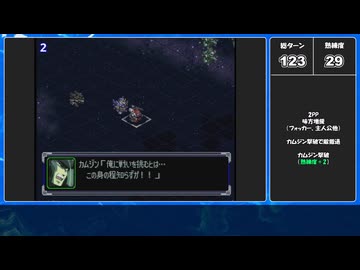 2
カムジン「俺に戦いを挑むとは…
この身の程知らずが！！」
総ターン
熟練度
123
29
2PP
味方増援
(フォッカー、主人公他)
カムジン撃破で敵撤退
カムジン撃破
(熟練度+2)